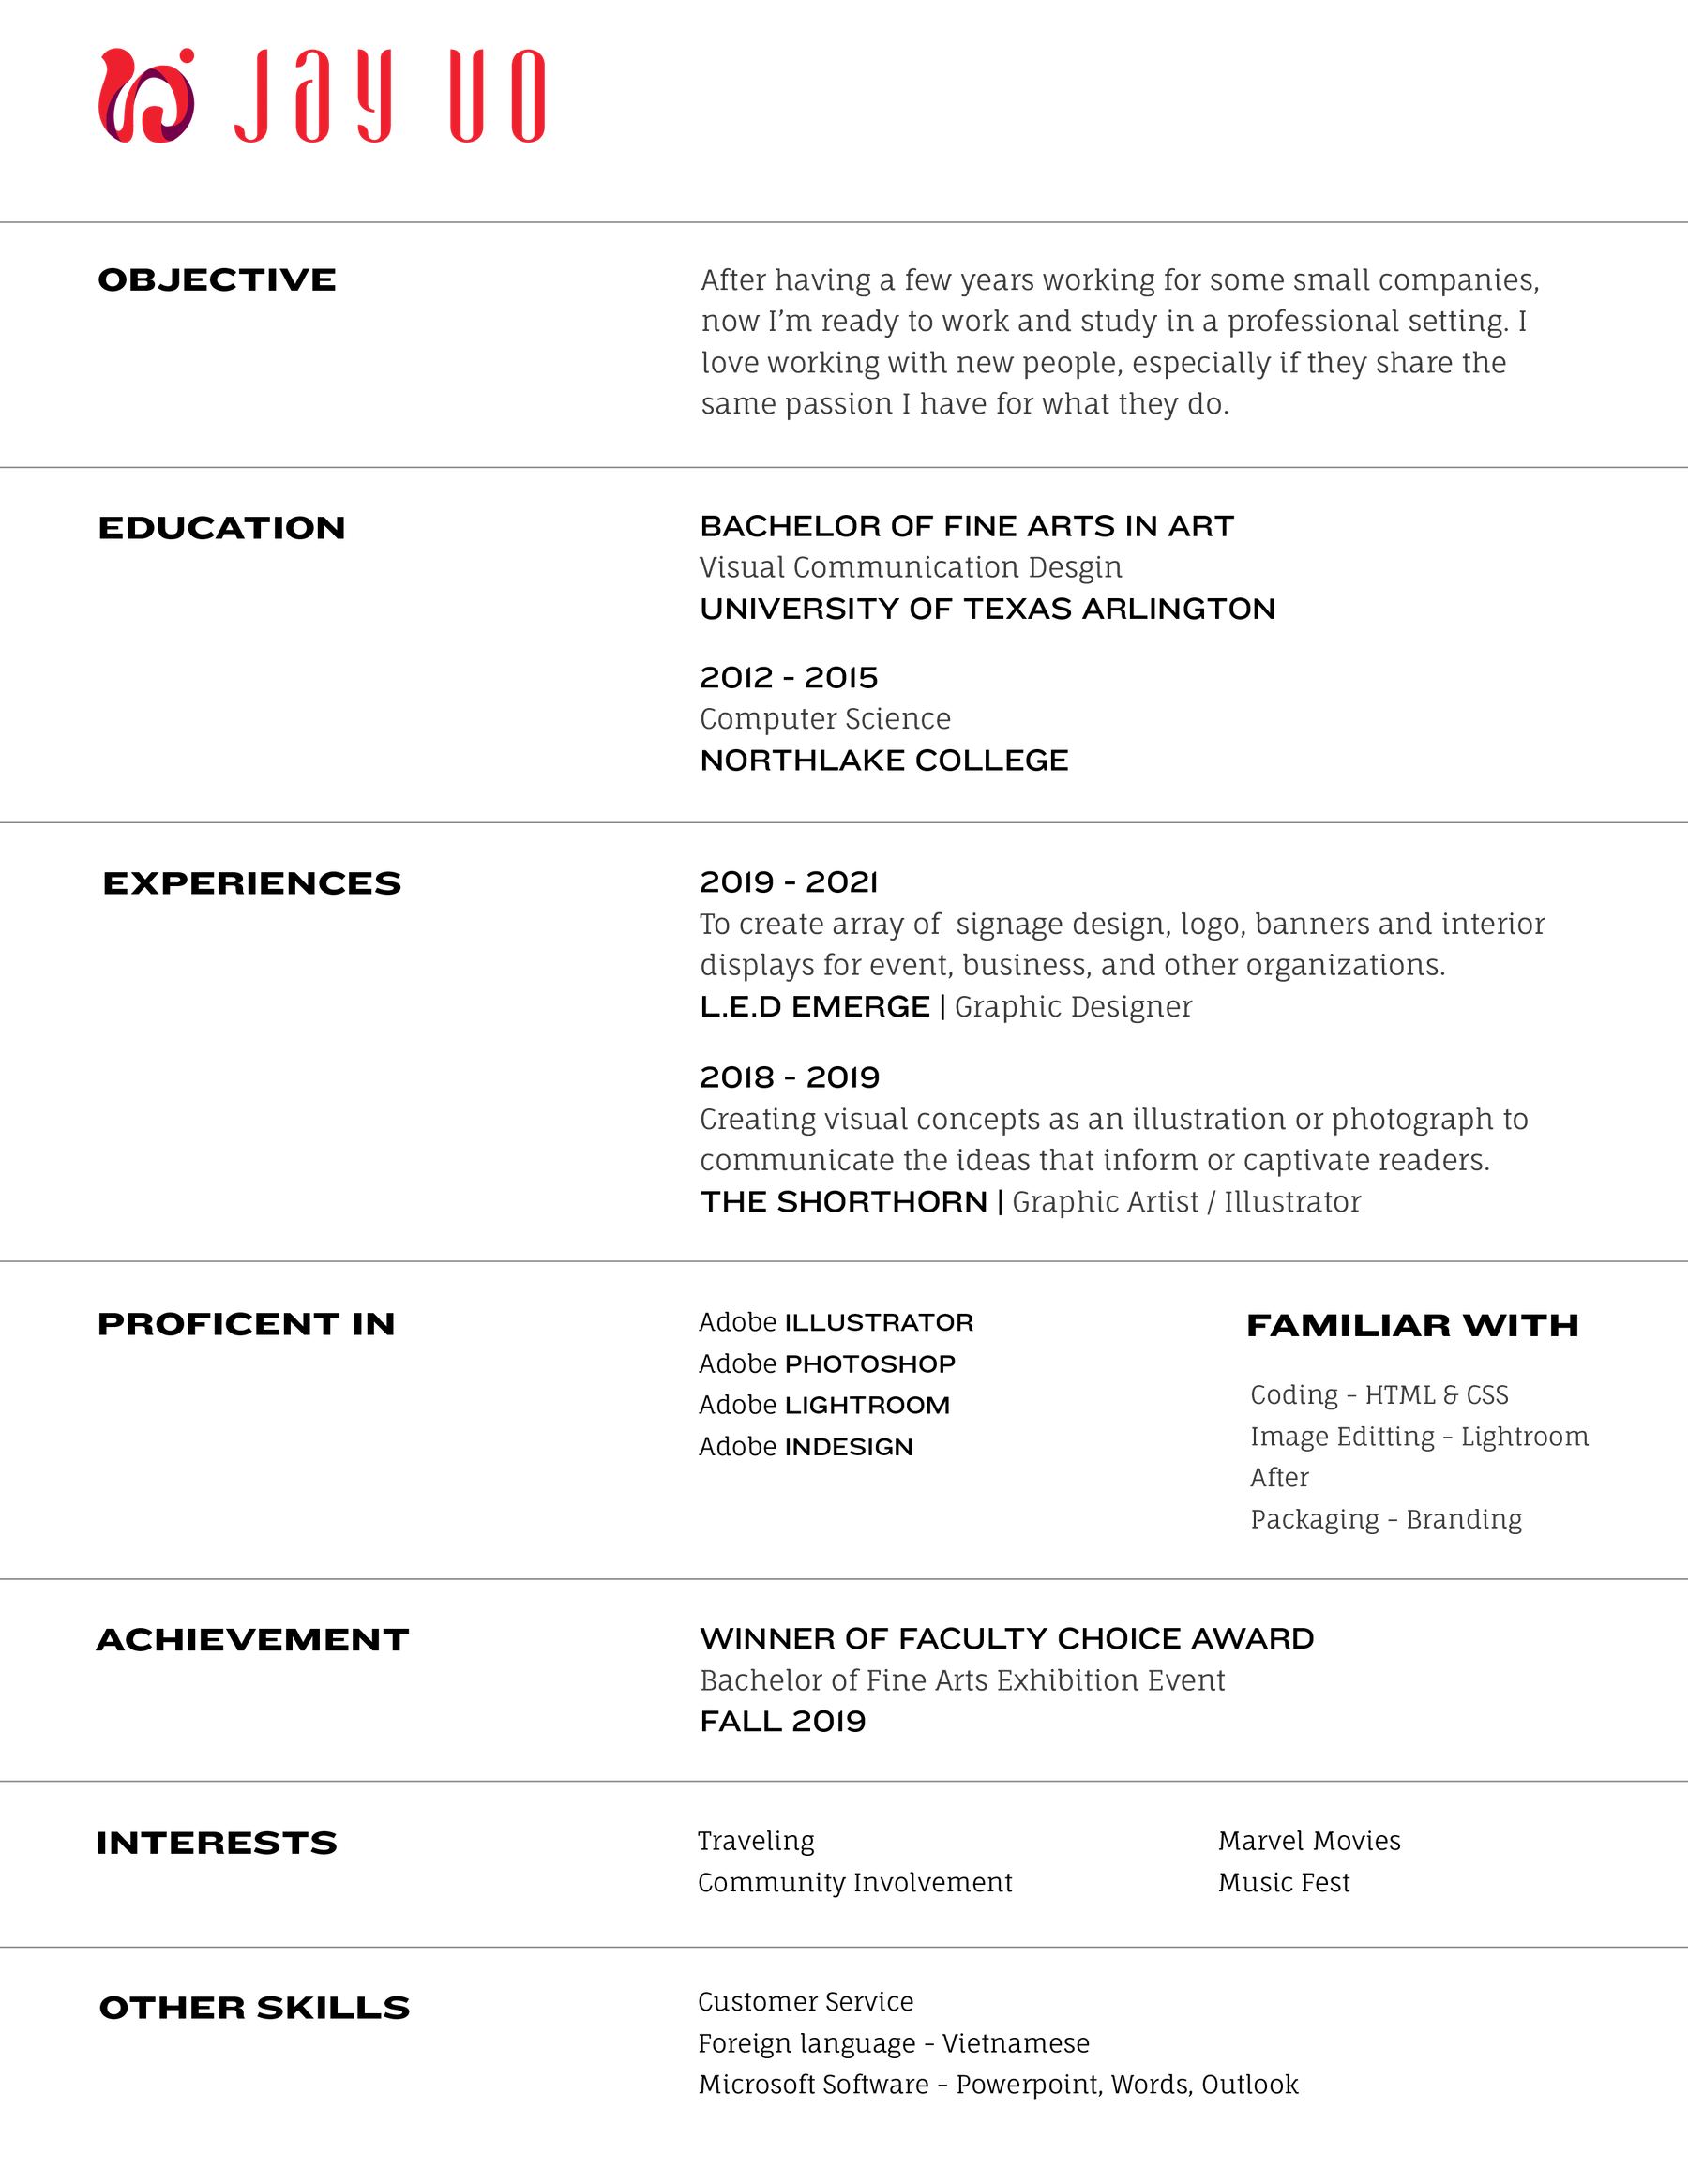 Jay Vo
OBJECTIVE
After having a few years working for some small companies,
now I’m ready to work and study in a professional setting. I
love working with new people, especially if they share the
same passion I have for what they do.
EDUCATION
BACHELOR OF FINE ARTS IN ART
Visual Communication Desgin
UNIVERSITY OF TEXAS ARLINGTON
2012 - 2015
Computer Science
NORTHLAKE COLLEGE
EXPERIENCES
2019 - 2021
To create array of  signage design, logo, banners and interior
displays for event, business, and other organizations.
L.E.D EMERGE | Graphic Designer
2018 - 2019
Creating visual concepts as an illustration or photograph to
communicate the ideas that inform or captivate readers.
THE SHORTHORN | Graphic Artist / Illustrator
PROFICENT IN
Adobe ILLUSTRATOR
Adobe PHOTOSHOP
Adobe LIGHTROOM
Adobe INDESIGN
FAMILIAR WITH
Coding - HTML & CSS
Image Editting - Lightroom
After
Packaging - Branding
ACHIEVEMENT
WINNER OF FACULTY CHOICE AWARD
Bachelor of Fine Arts Exhibition Event
FALL 2019
INTERESTS
Traveling
Community Involvement
Marvel Movies
Music Fest
OTHER SKILLS
Customer Service
Foreign language - Vietnamese
Microsoft Software - Powerpoint, Words, Outlook